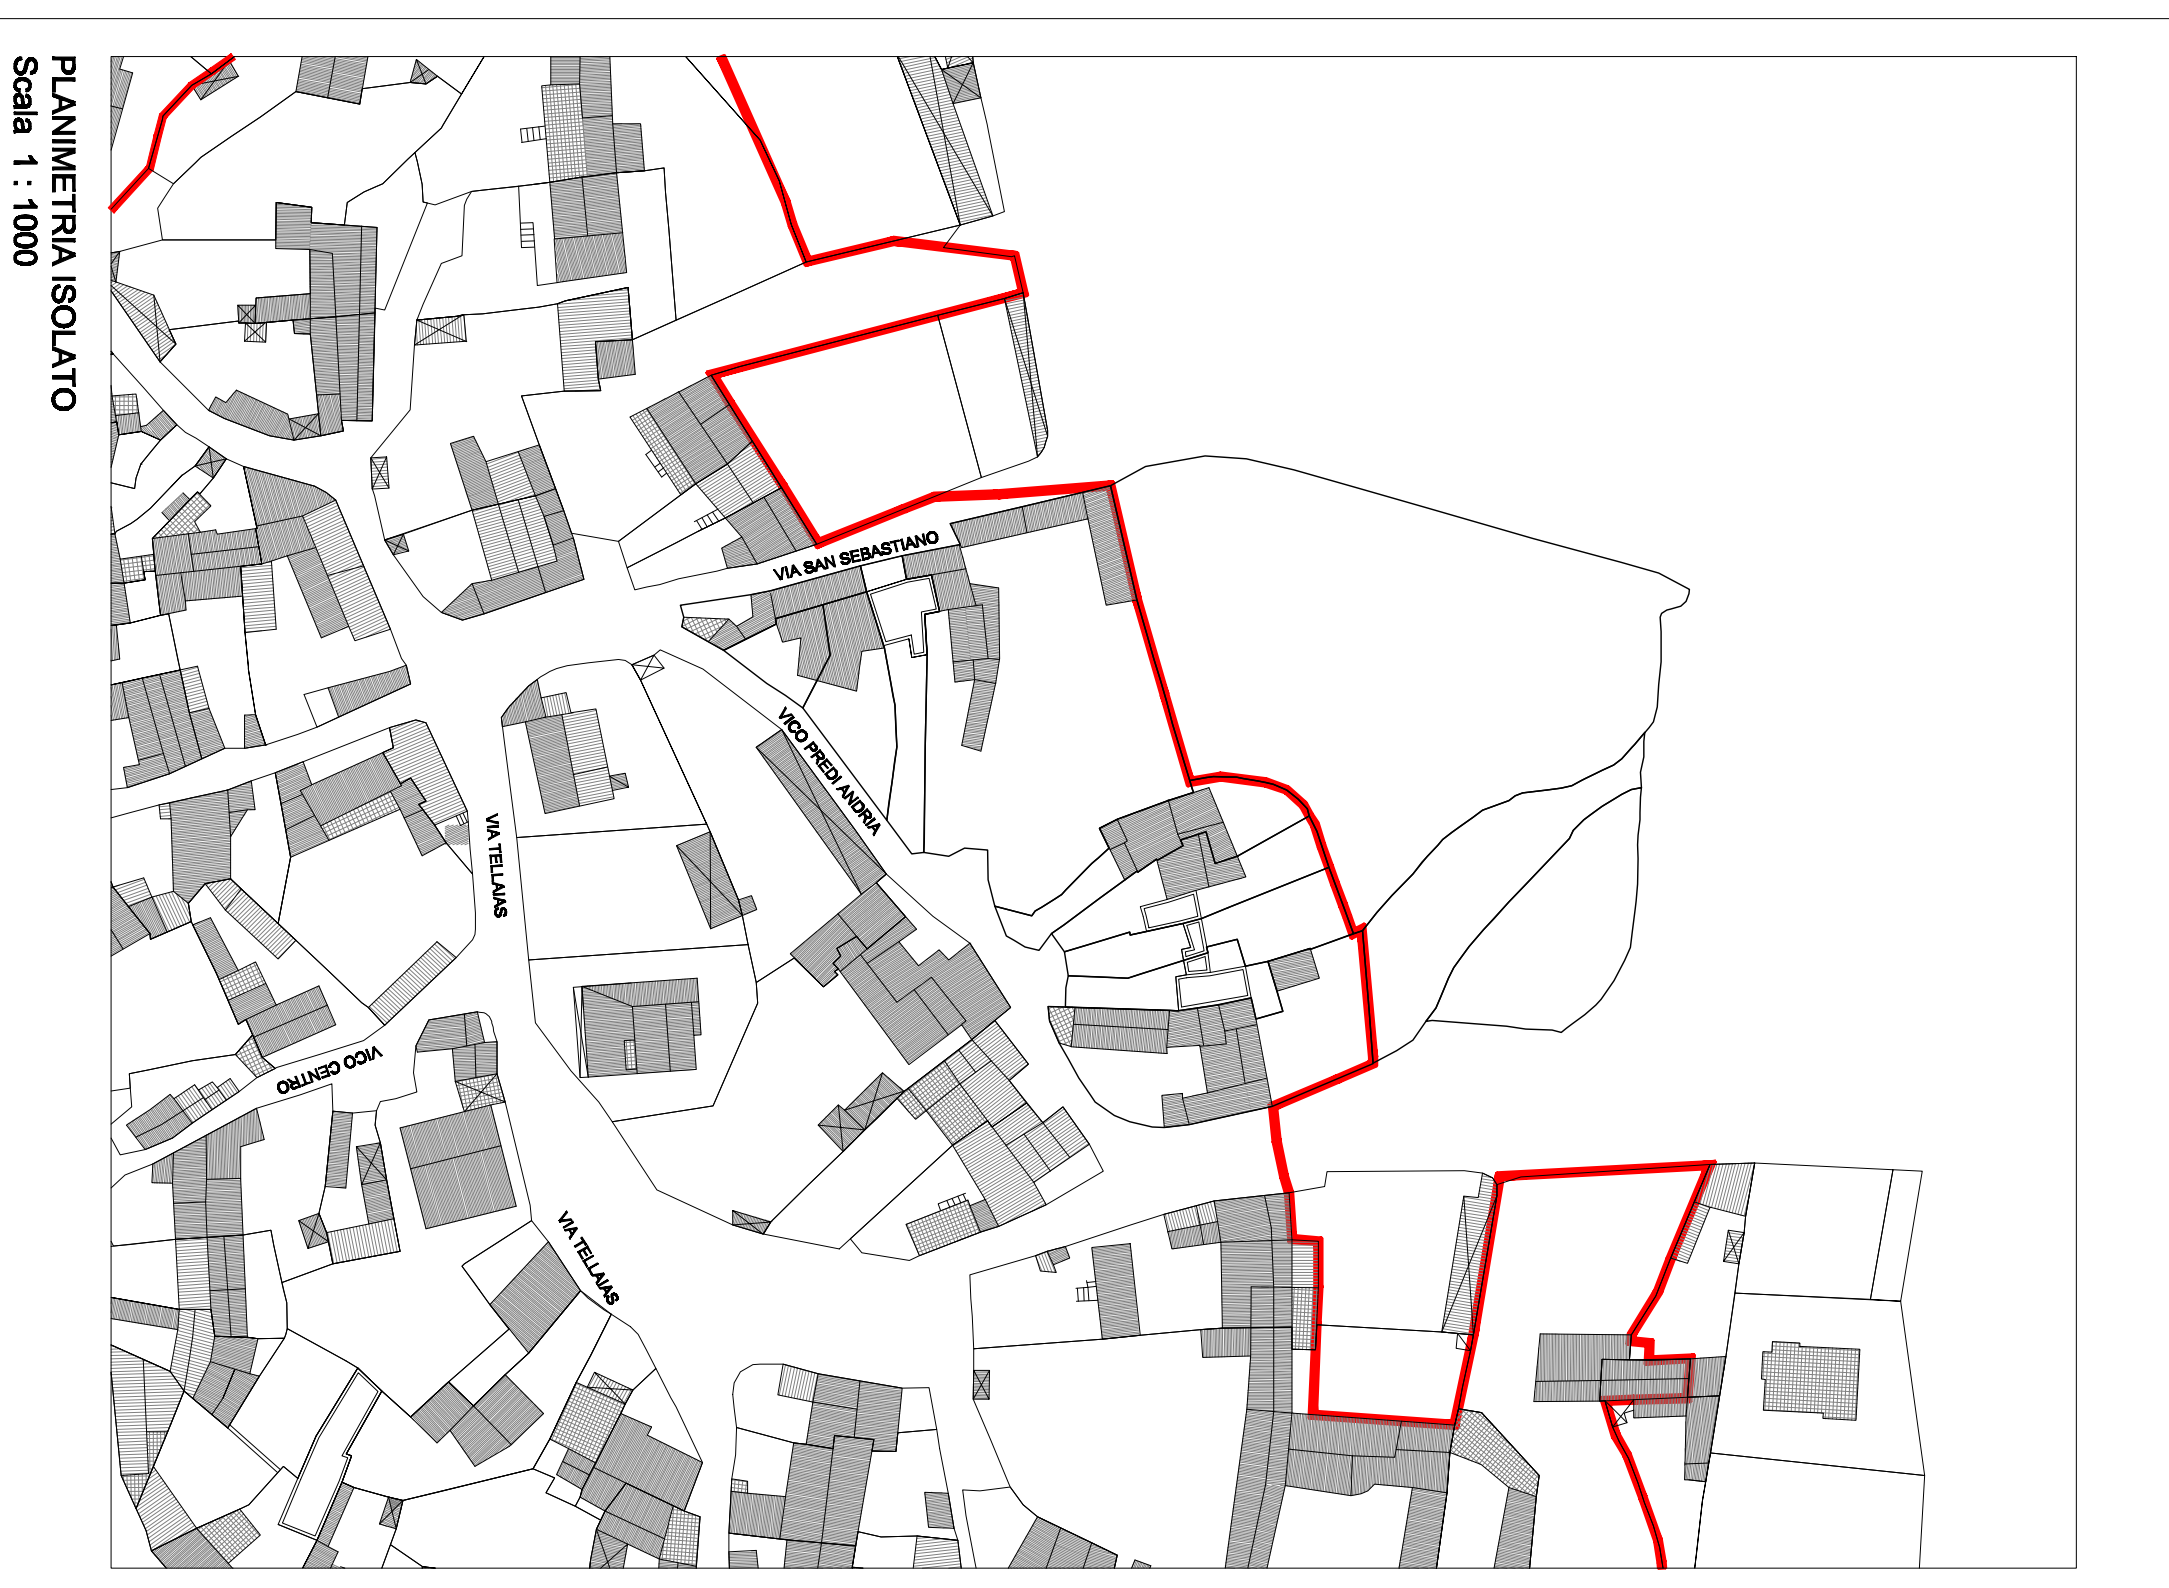 PLANIMETRIA ISOLATO
Scala 1 : 1000
VIA SAN SEBASTIANO
VICO PREDI ANDRIA
VIA TELLAIAS
VICO CENTRO
VIA TELLAIAS